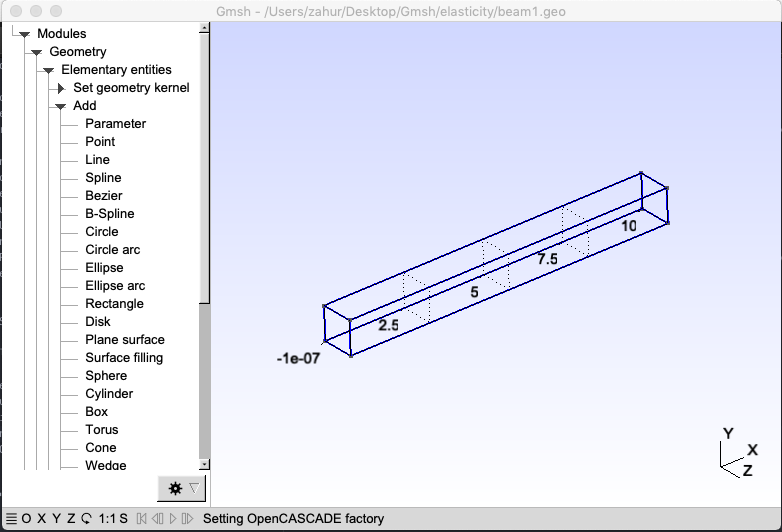 Gmsh - /Users/zahur/Desktop/Gmsh/elasticity/beam1.geo
Modules
Geometry
Elementary entities
Set geometry kernel
Add
Parameter
Point
Line
Spline
Bezier
B-Spline
Circle
Circle arc
Ellipse
Ellipse arc
Rectangle
Disk
Plane surface
Surface filling
Sphere
Cylinder
Box
Torus
Cone
Wedge
10
7.5
5
2.5
-1e-07
Y
X
Z
O X Y Z 1:1 S Setting OpenCASCADE factory